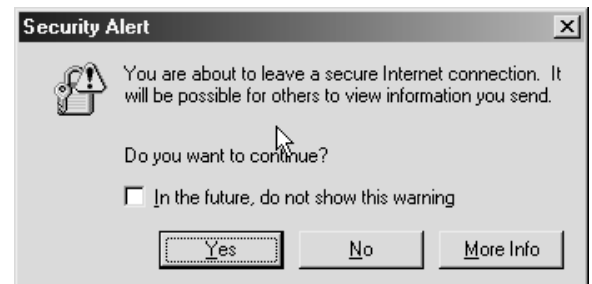 Security Alert
You are about to leave a secure Internet connection. It
will be possible for others to view information you send.
Do you want to continue?
In the future, do not show this warning
Yes No More Info